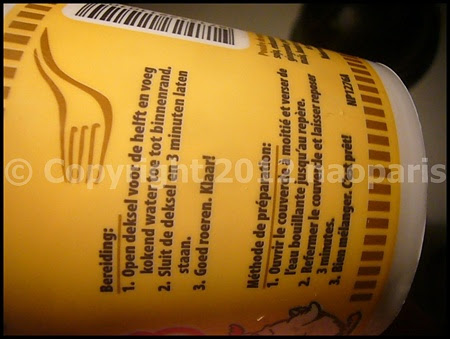 Bereiding:
1. Open deksel voor de helft en voeg
kokend water toe tot binnenrand.
2. Sluit de deksel en 3 minuten laten
staan.
3. Goed roeren. Klaar!
Méthode de préparation:
1. Ouvrir le couvercle à moitié et verser de
l'eau bouillante jusqu'au repère.
2. Refermer le couvercle et laisser reposer
3 minutes.
3. Bien mélanger. C'est prêt!
NP1276A